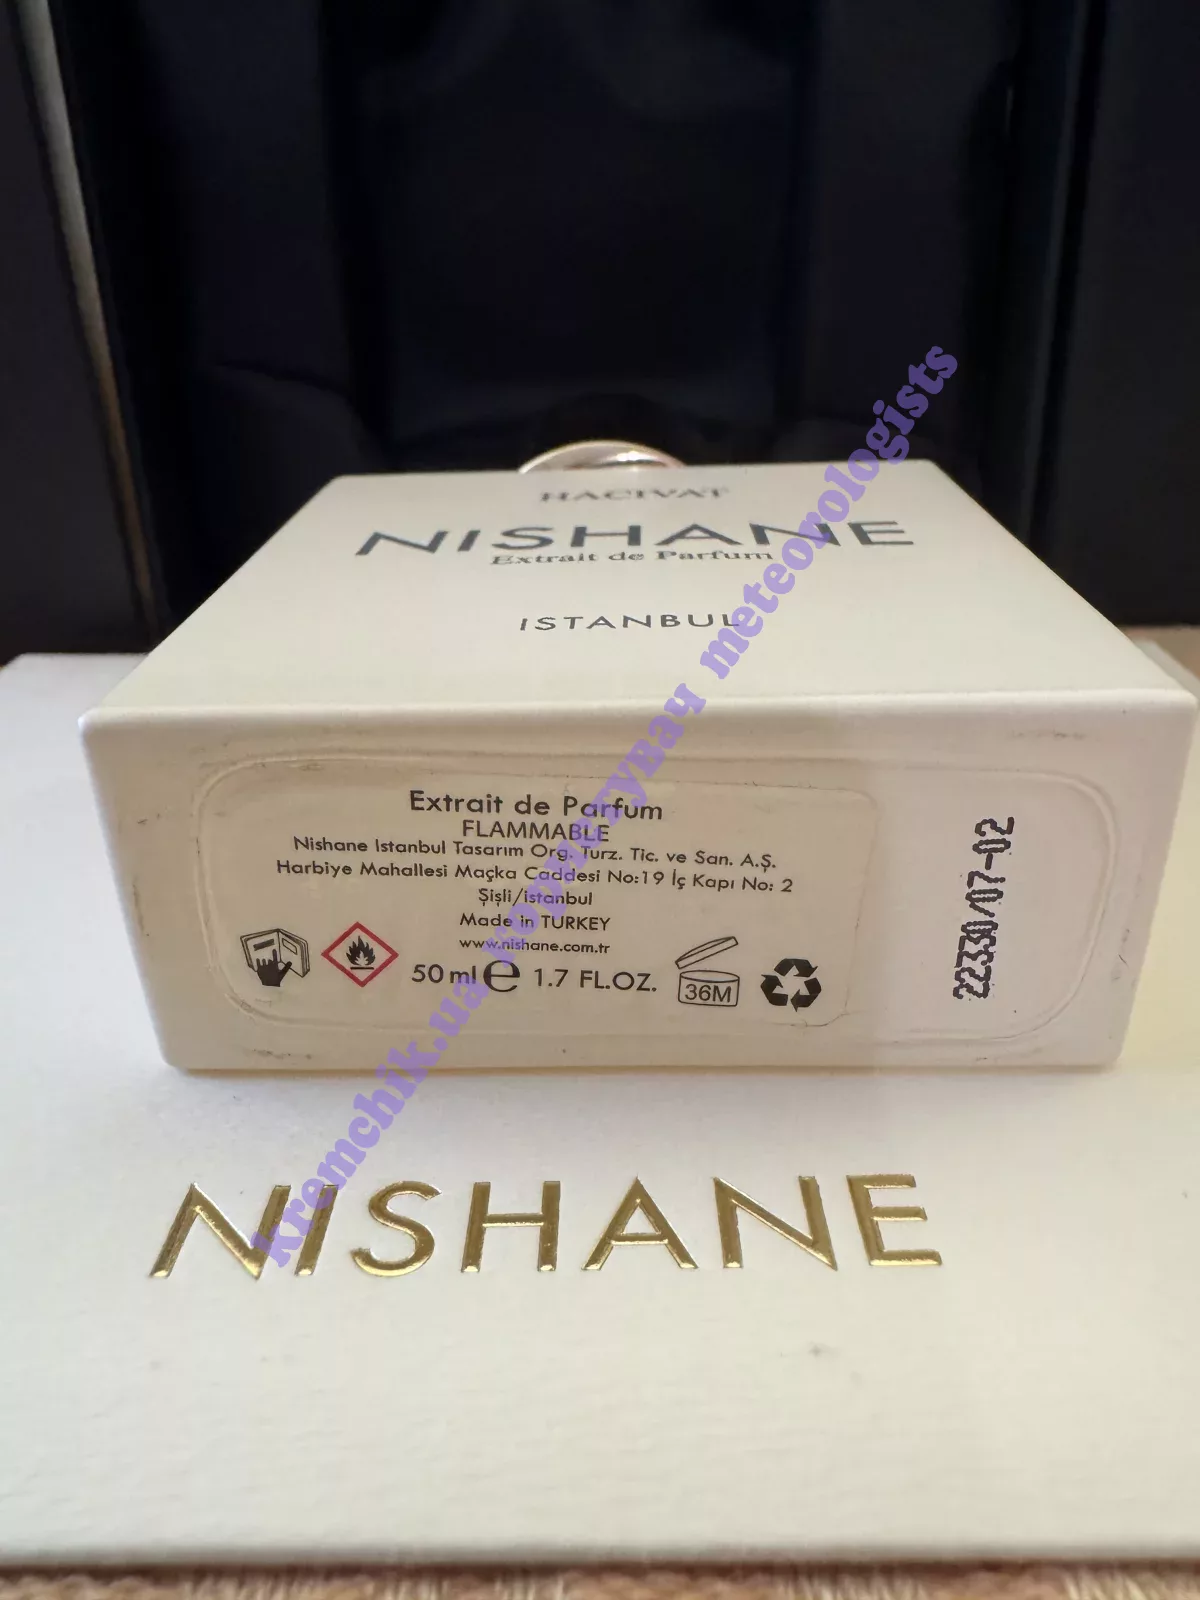 HACIVAT
NISHANE
Extrait de Parfum
ISTANBUL
Extrait de Parfum
FLAMMABLE
Nishane Istanbul Tasarım Org. Turz. Tic. ve San. A.Ş.
Harbiye Mahallesi Maçka Caddesi No:19 İç Kapı No: 2
Şişli/istanbul
Made in TURKEY
www.nishane.com.tr
50 ml e 1.7 FL.OZ.
36M
22330/07-02
NISHANE
kremchik.ua корпегувач meteorologists